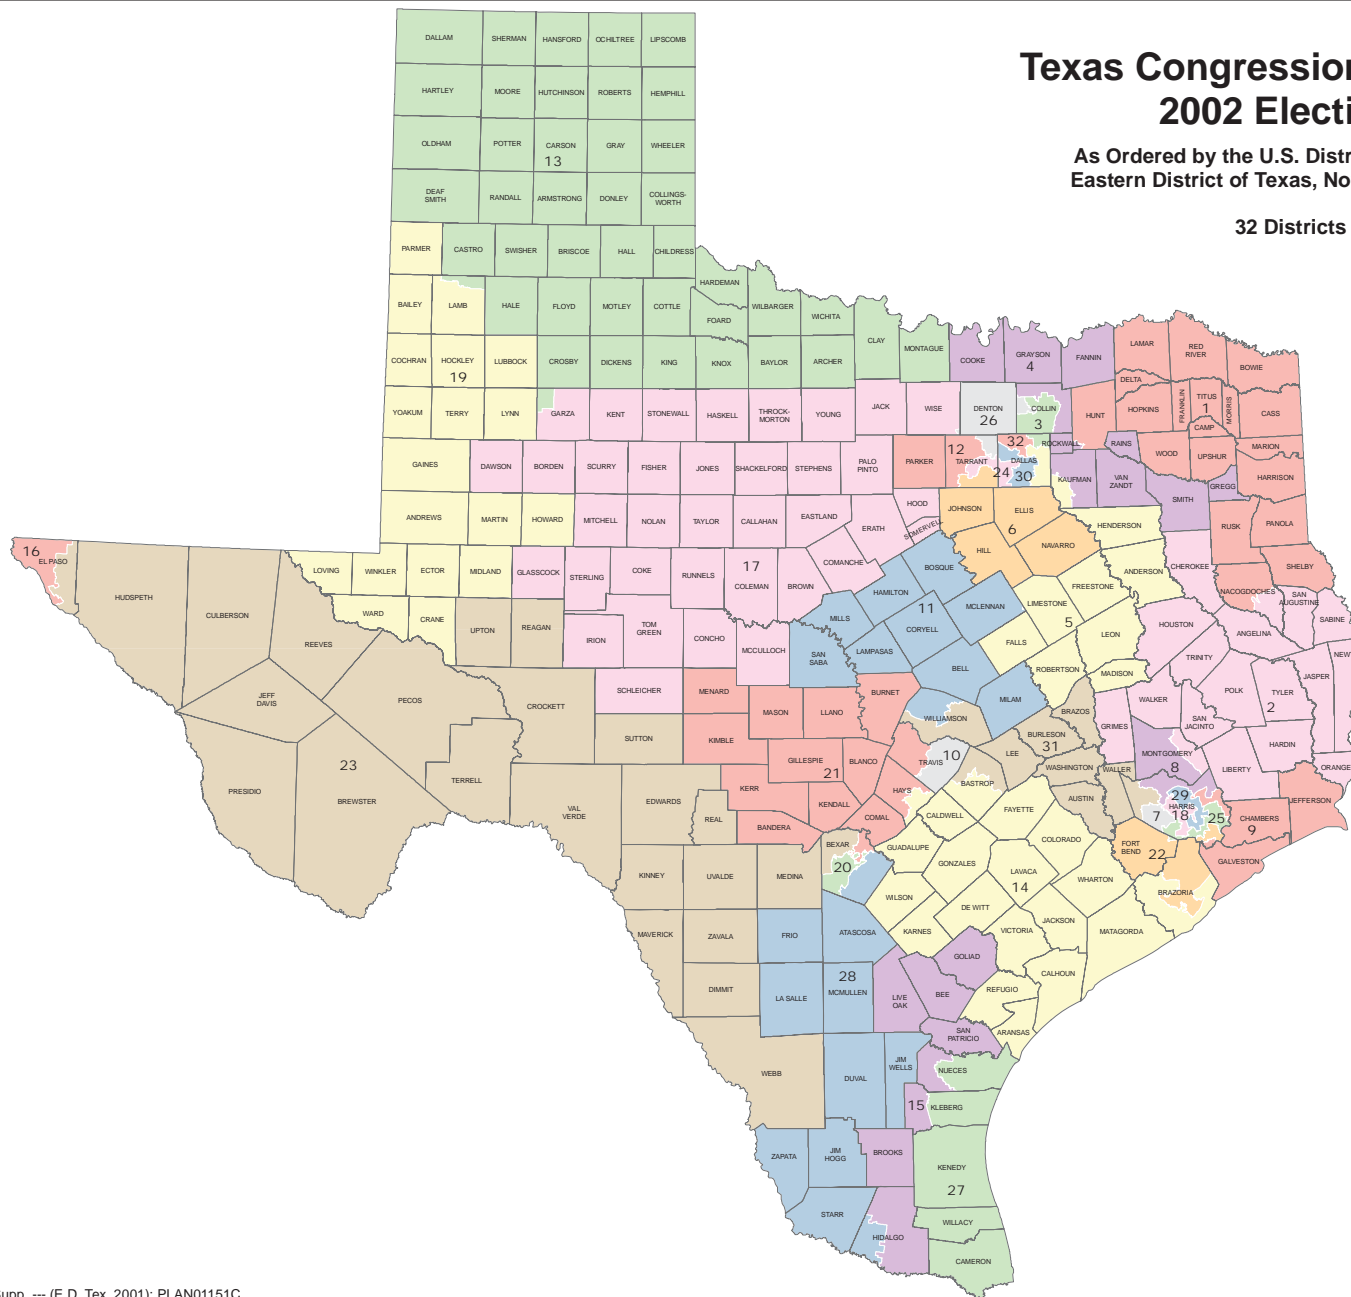 Texas Congression
2002 Electi
As Ordered by the U.S. Distr
Eastern District of Texas, No
32 Districts
DALLAM SHERMAN HANSFORD OCHILTREE LIPSCOMB
HARTLEY MOORE HUTCHINSON ROBERTS HEMPHILL
OLDHAM POTTER CARSON GRAY WHEELER
13
DEAF
SMITH RANDALL ARMSTRONG DONLEY COLLINGS-
WORTH
PARMER CASTRO SWISHER BRISCOE HALL CHILDRESS
HARDEMAN
BAILEY LAMB HALE FLOYD MOTLEY COTTLE WILBARGER
FOARD WICHITA
CLAY MONTAGUE COOKE GRAYSON FANNIN LAMAR RED
RIVER BOWIE
4
COCHRAN HOCKLEY LUBBOCK CROSBY DICKENS KING KNOX BAYLOR ARCHER
19
DELTA
YOAKUM TERRY LYNN GARZA KENT STONEWALL HASKELL THROCK-
MORTON YOUNG JACK WISE DENTON COLLIN HUNT HOPKINS FRANKLIN TITUS MORRIS CASS
26 3 1
CAMP
GAINES DAWSON BORDEN SCURRY FISHER JONES SHACKELFORD STEPHENS PALO
PINTO PARKER TARRANT DALLAS ROCKWALL RAINS WOOD UPSHUR MARION
12 32 24 30
KAUFMAN VAN
ZANDT SMITH GREGG HARRISON
ANDREWS MARTIN HOWARD MITCHELL NOLAN TAYLOR CALLAHAN EASTLAND ERATH HOOD SOMERVELL JOHNSON ELLIS HENDERSON RUSK PANOLA
6
HILL NAVARRO
16
EL PASO HUDSPETH CULBERSON REEVES
LOVING WINKLER ECTOR MIDLAND GLASSCOCK STERLING COKE RUNNELS COLEMAN BROWN COMANCHE BOSQUE FREESTONE ANDERSON CHEROKEE SHELBY
17
HAMILTON LIMESTONE NACOGDOCHES SAN
AUGUSTINE SABINE
WARD CRANE UPTON REAGAN IRION TOM
GREEN CONCHO MCCULLOCH MILLS CORYELL MCLENNAN FALLS LEON HOUSTON ANGELINA
11 5
SAN
SABA LAMPASAS BELL ROBERTSON MADISON TRINITY NEW
JEFF
DAVIS PECOS CROCKETT SCHLEICHER MENARD MASON LLANO BURNET MILAM WALKER POLK TYLER JASPER
2
SUTTON KIMBLE WILLIAMSON BRAZOS GRIMES SAN
JACINTO
BURLESON
31
HARDIN
PRESIDIO BREWSTER TERRELL GILLESPIE BLANCO TRAVIS LEE WASHINGTON WALLER MONTGOMERY LIBERTY ORANGE
23 21 10 8
VAL
VERDE EDWARDS KERR KENDALL HAYS BASTROP AUSTIN HARRIS JEFFERSON
29
REAL BANDERA COMAL CALDWELL FAYETTE 7 18 25 CHAMBERS
9
BEXAR
20
GUADALUPE COLORADO FORT
BEND 22 GALVESTON
KINNEY UVALDE MEDINA GONZALES LAVACA WHARTON BRAZORIA
14
WILSON DE WITT JACKSON
MAVERICK ZAVALA FRIO ATASCOSA KARNES VICTORIA MATAGORDA
GOLIAD CALHOUN
DIMMIT LA SALLE 28
MCMULLEN LIVE
OAK BEE REFUGIO
ARANSAS
SAN
PATRICIO
WEBB DUVAL JIM
WELLS NUECES
15 KLEBERG
ZAPATA JIM
HOGG BROOKS KENEDY
27
STARR HIDALGO WILLACY
CAMERON
upp. --- (E.D. Tex. 2001); PLAN01151C